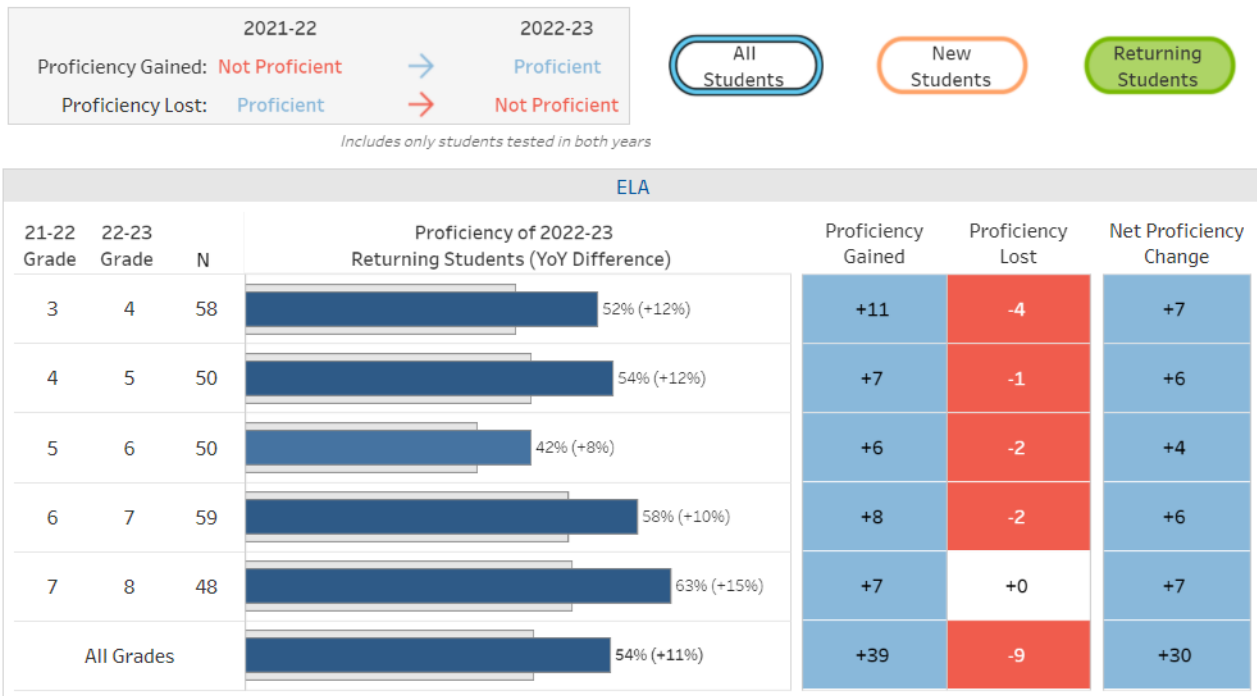 2021-22 2022-23
Proficiency Gained: Not Proficient → Proficient
Proficiency Lost: Proficient → Not Proficient
Includes only students tested in both years
All
Students
New
Students
Returning
Students
ELA
21-22 22-23 Proficiency of 2022-23 Proficiency Proficiency Net Proficiency
Grade Grade N Returning Students (YoY Difference) Gained Lost Change
3 4 58 52% (+12%) +11 -4 +7
4 5 50 54% (+12%) +7 -1 +6
5 6 50 42% (+8%) +6 -2 +4
6 7 59 58% (+10%) +8 -2 +6
7 8 48 63% (+15%) +7 +0 +7
All Grades 54% (+11%) +39 -9 +30